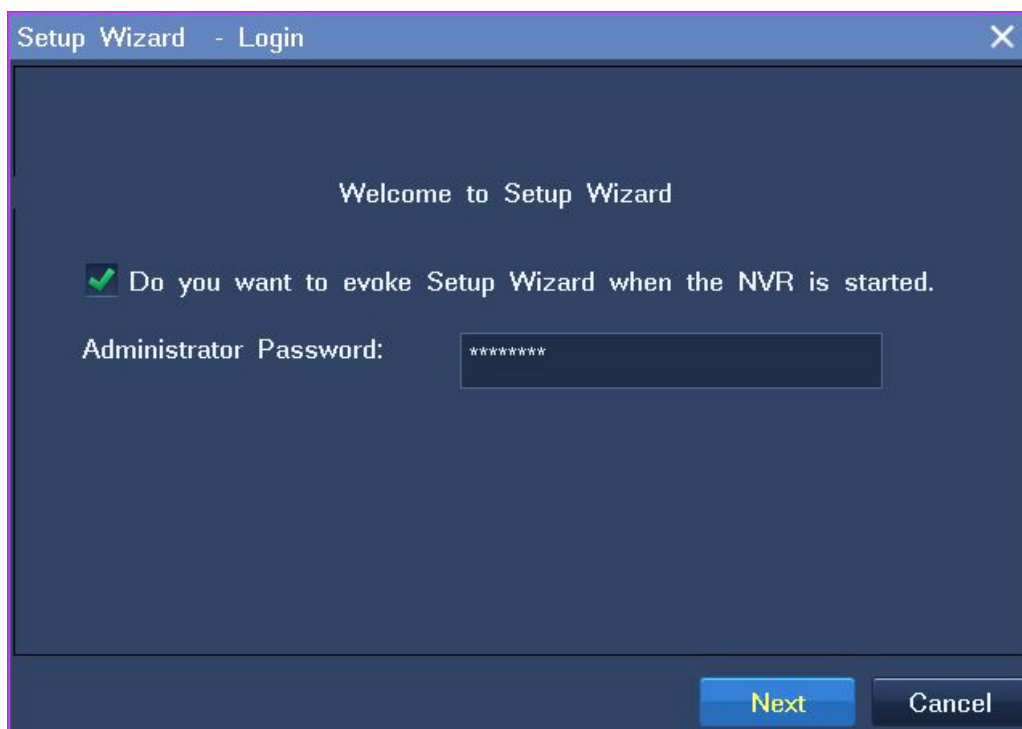 Setup Wizard - Login
Welcome to Setup Wizard
Do you want to evoke Setup Wizard when the NVR is started.
Administrator Password: ********
Next Cancel